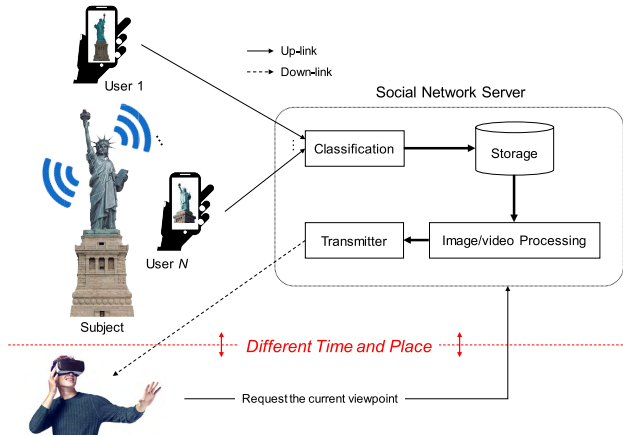 Up-link
Down-link
User 1
Social Network Server
Classification
Storage
...
...
User N
Transmitter
Image/video Processing
Subject
Different Time and Place
Request the current viewpoint